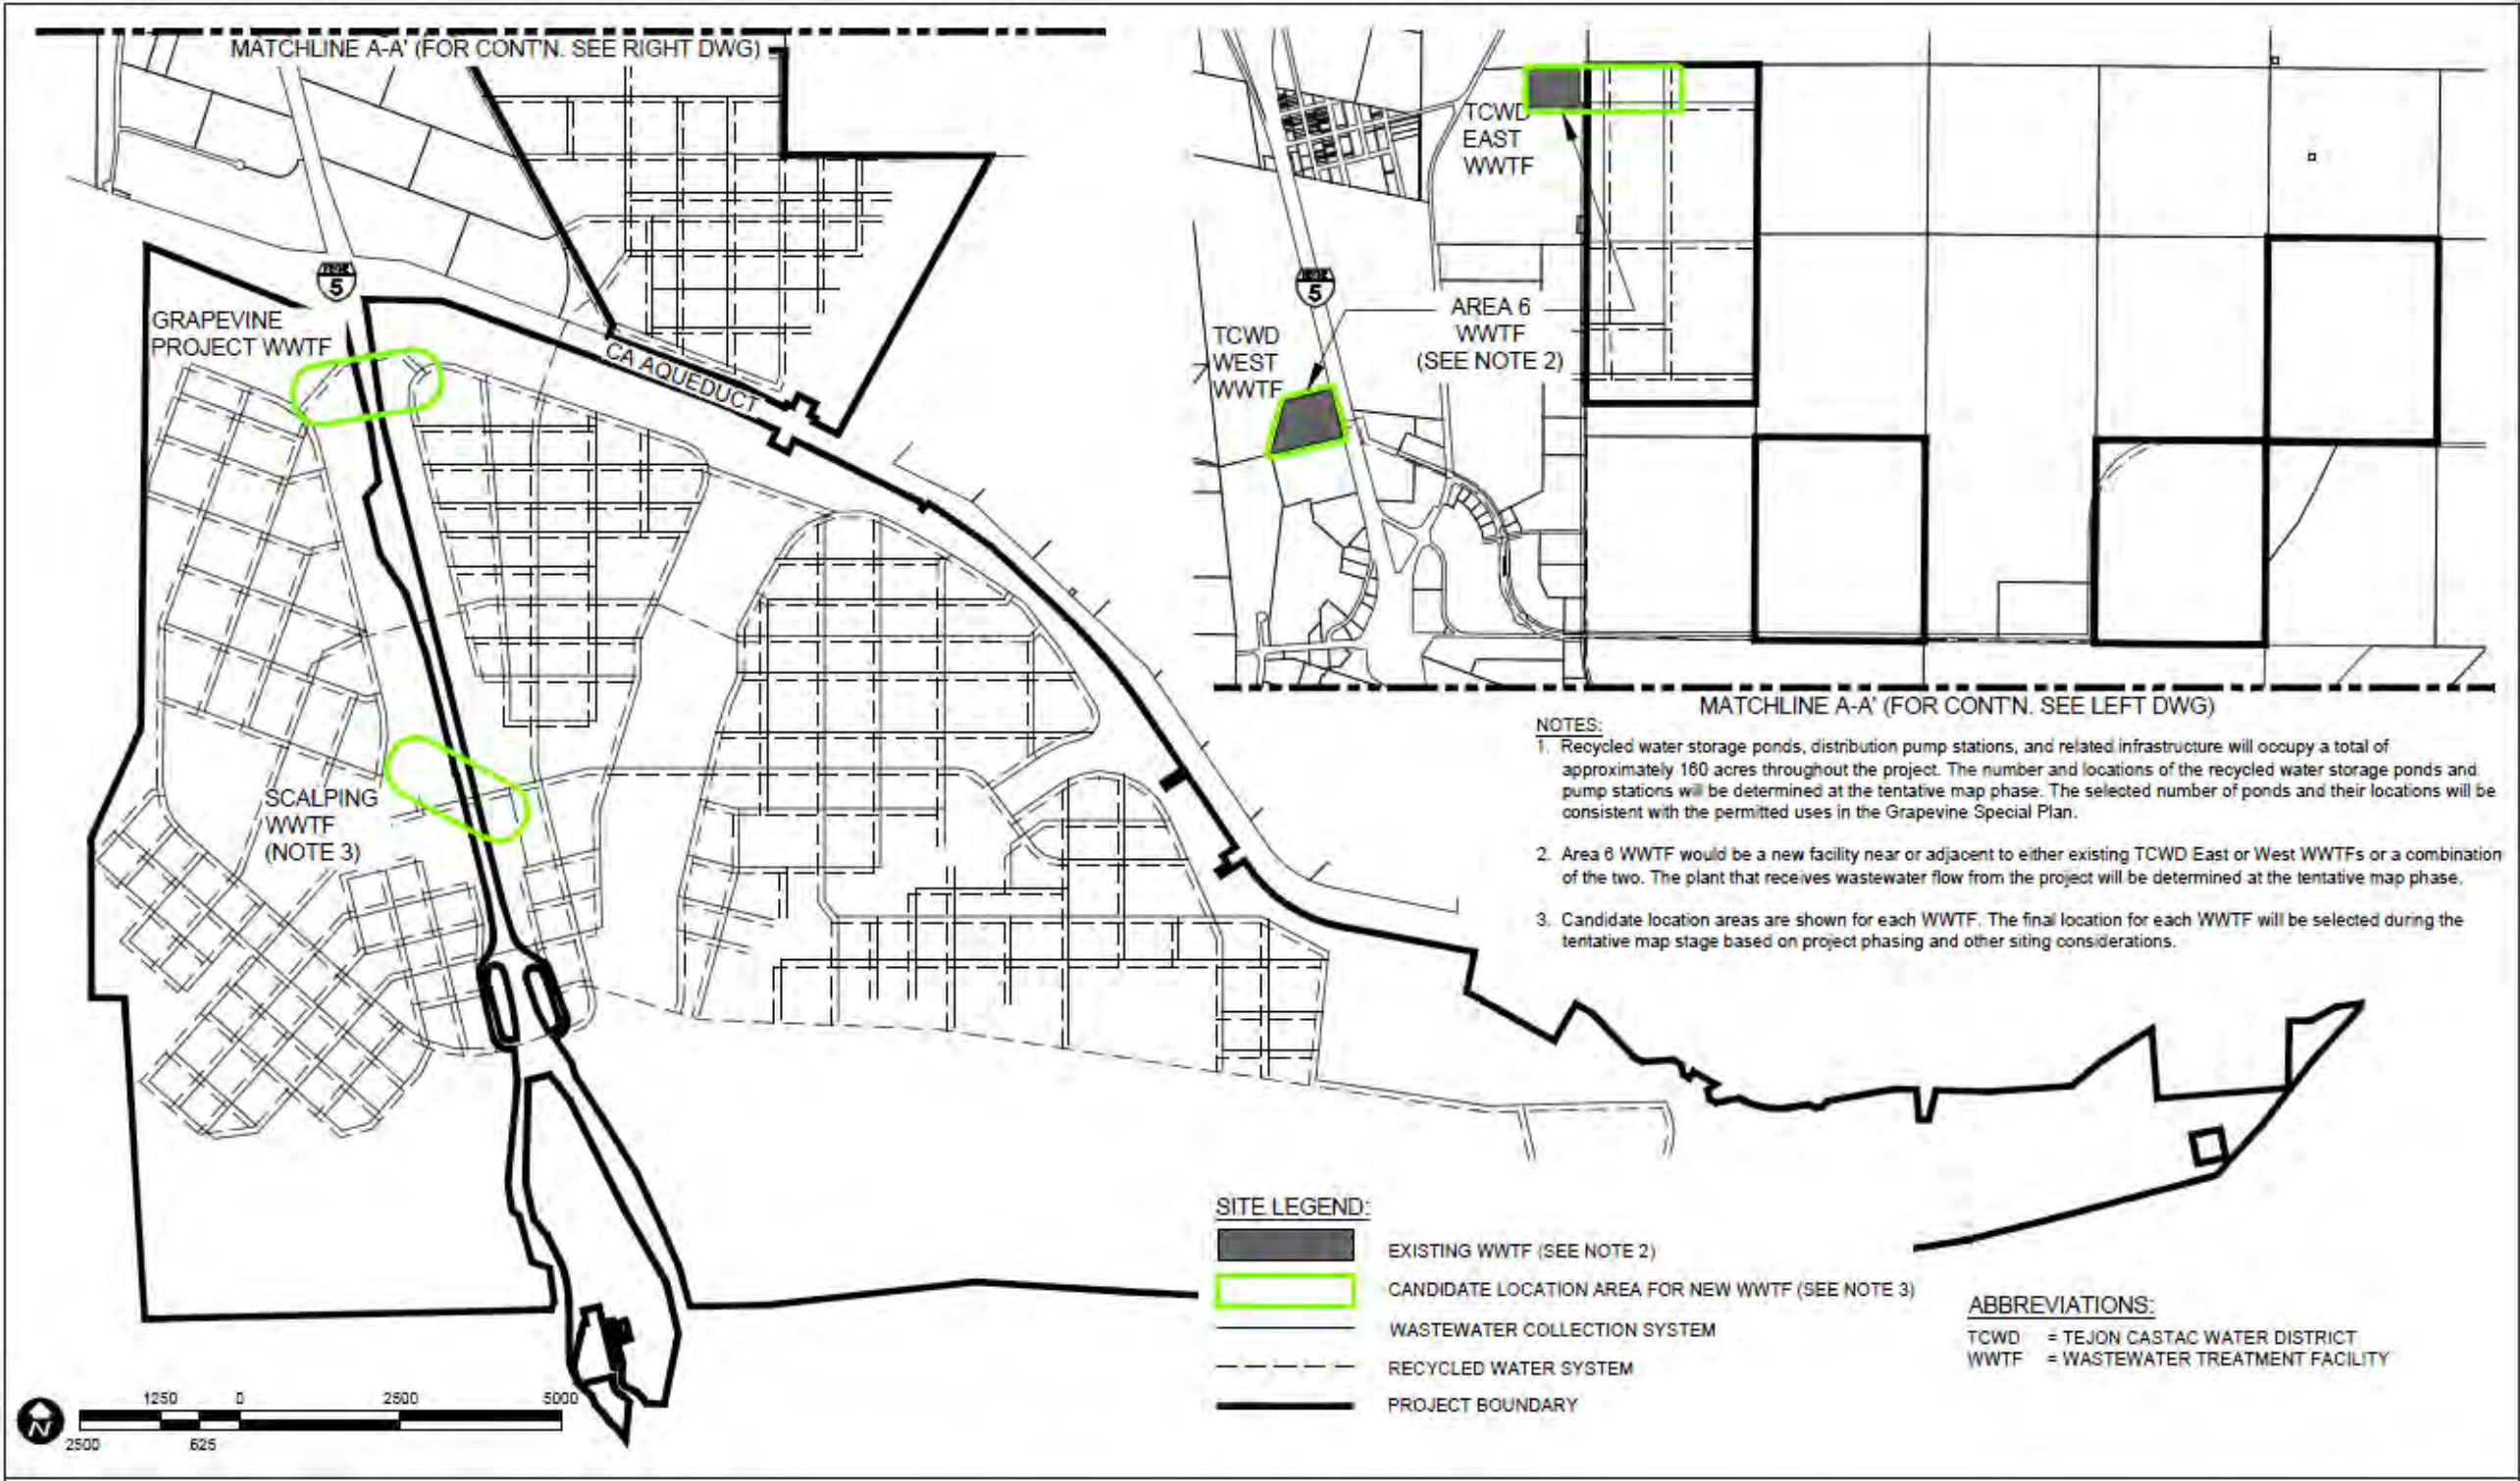 MATCHLINE A-A' (FOR CONT'N. SEE RIGHT DWG)
5
GRAPEVINE
PROJECT WWTF
CA AQUEDUCT
SCALPING
WWTF
(NOTE 3)
TCWD
EAST
WWTF
5
AREA 6
WWTF
(SEE NOTE 2)
TCWD
WEST
WWTF
MATCHLINE A-A' (FOR CONT'N. SEE LEFT DWG)
NOTES:
1. Recycled water storage ponds, distribution pump stations, and related infrastructure will occupy a total of
approximately 160 acres throughout the project. The number and locations of the recycled water storage ponds and
pump stations will be determined at the tentative map phase. The selected number of ponds and their locations will be
consistent with the permitted uses in the Grapevine Special Plan.
2. Area 6 WWTF would be a new facility near or adjacent to either existing TCWD East or West WWTFs or a combination
of the two. The plant that receives wastewater flow from the project will be determined at the tentative map phase.
3. Candidate location areas are shown for each WWTF. The final location for each WWTF will be selected during the
tentative map stage based on project phasing and other siting considerations.
SITE LEGEND:
EXISTING WWTF (SEE NOTE 2)
CANDIDATE LOCATION AREA FOR NEW WWTF (SEE NOTE 3)
WASTEWATER COLLECTION SYSTEM
RECYCLED WATER SYSTEM
PROJECT BOUNDARY
ABBREVIATIONS:
TCWD = TEJON CASTAC WATER DISTRICT
WWTF = WASTEWATER TREATMENT FACILITY
N
1250 0 2500 5000
2500 625